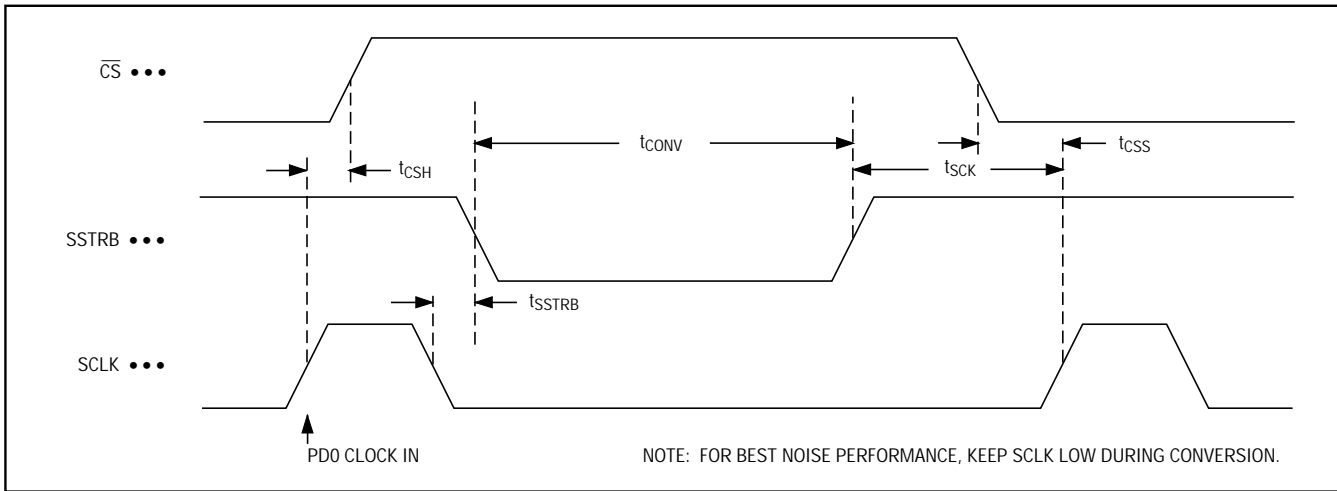 CS •••
tCONV
tCSS
tCSH
tSCK
SSTRB •••
tSSTRB
SCLK •••
PD0 CLOCK IN
NOTE: FOR BEST NOISE PERFORMANCE, KEEP SCLK LOW DURING CONVERSION.